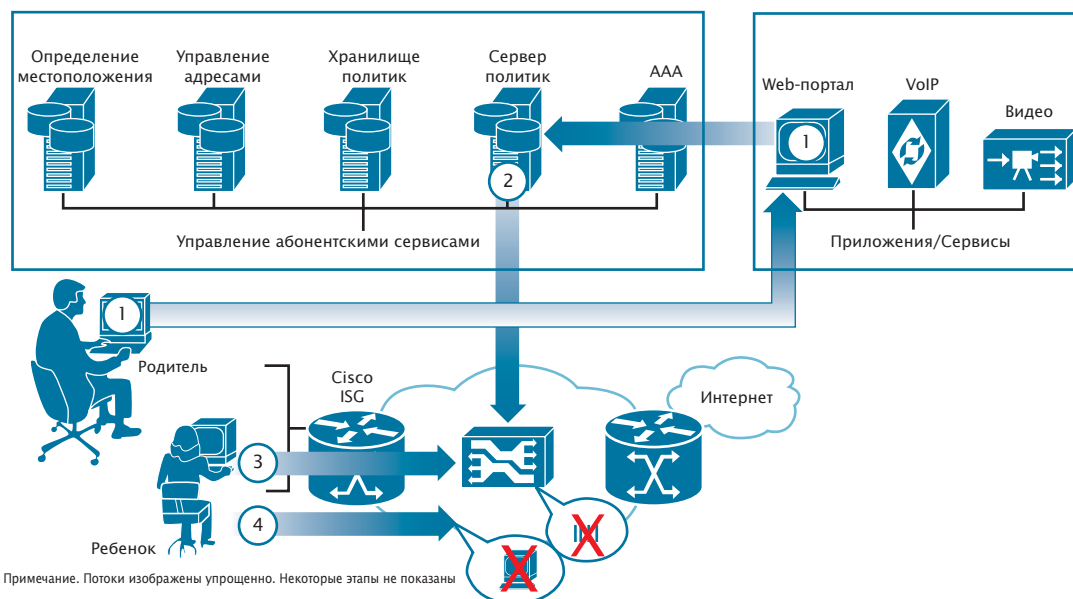 Определение
местоположения
Управление
адресами
Хранилище
политик
Сервер
политик
AAA
Web-портал
VoIP
Видео
1
2
Управление абонентскими сервисами
Приложения/Сервисы
1
Родитель
Cisco
ISG
Интернет
3
4
Ребенок
Примечание. Потоки изображены упрощенно. Некоторые этапы не показаны